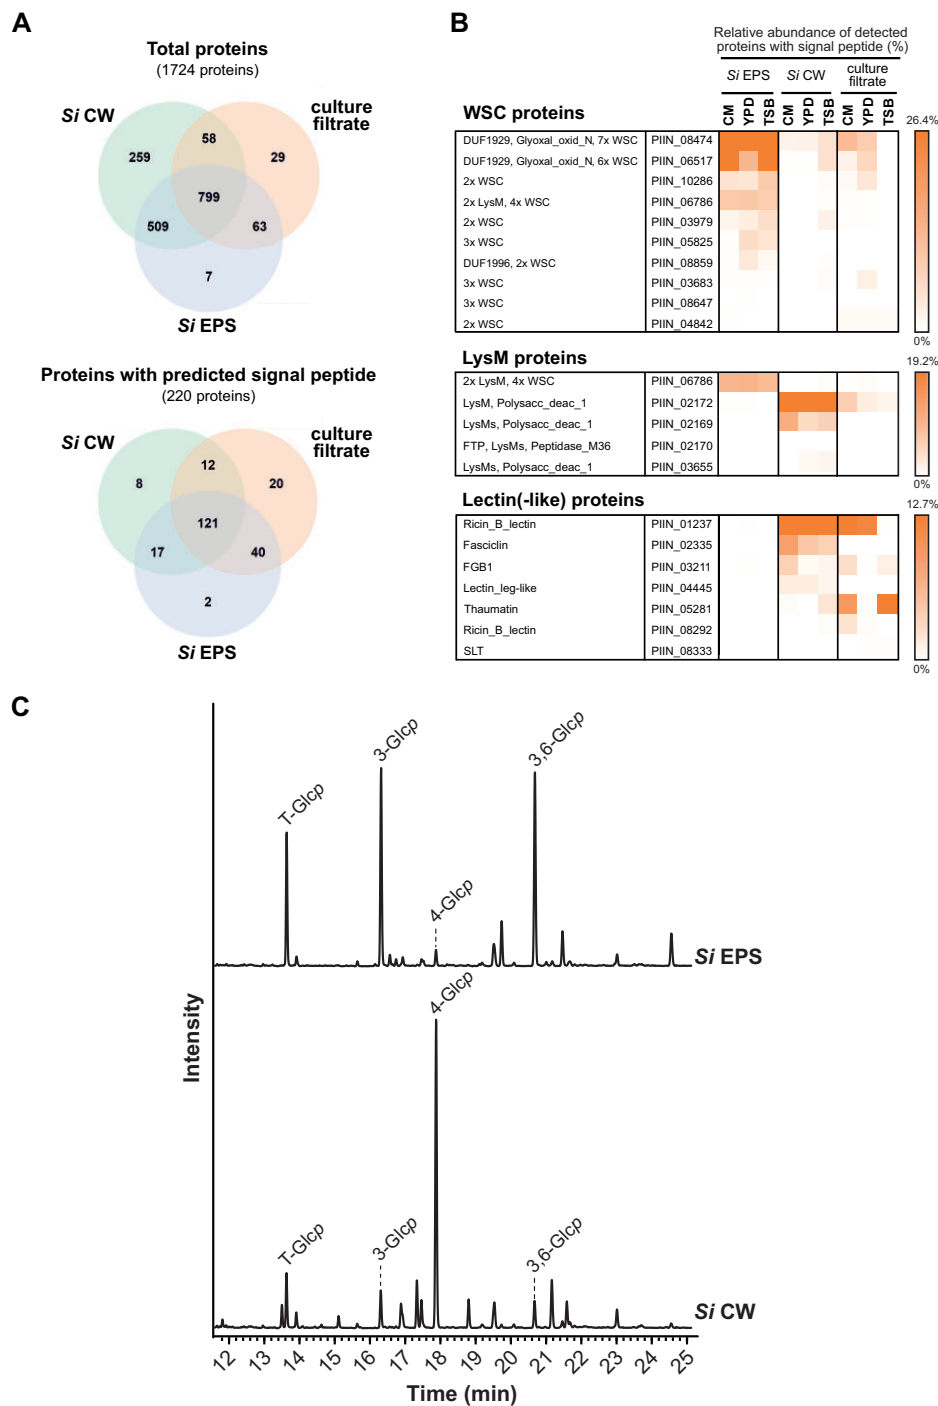 A
Total proteins
(1724 proteins)
Si CW
culture
filtrate
58
259
29
799
509
63
7
Si EPS
Proteins with predicted signal peptide
(220 proteins)
Si CW
culture
filtrate
12
8
20
121
17
40
2
Si EPS
B
Relative abundance of detected
proteins with signal peptide (%)
Si EPS Si CW culture filtrate
CM YPD TSB CM YPD TSB CM YPD TSB
WSC proteins
26.4%
DUF1929, Glyoxal_oxid_N, 7x WSC PIIN_08474
DUF1929, Glyoxal_oxid_N, 6x WSC PIIN_06517
2x WSC PIIN_10286
2x LysM, 4x WSC PIIN_06786
2x WSC PIIN_03979
3x WSC PIIN_05825
DUF1996, 2x WSC PIIN_08859
3x WSC PIIN_03683
3x WSC PIIN_08647
2x WSC PIIN_04842
0%
LysM proteins
19.2%
2x LysM, 4x WSC PIIN_06786
LysM, Polysacc_deac_1 PIIN_02172
LysMs, Polysacc_deac_1 PIIN_02169
FTP, LysMs, Peptidase_M36 PIIN_02170
LysMs, Polysacc_deac_1 PIIN_03655
0%
Lectin(-like) proteins
12.7%
Ricin_B_lectin PIIN_01237
Fasciclin PIIN_02335
FGB1 PIIN_03211
Lectin_leg-like PIIN_04445
Thaumatin PIIN_05281
Ricin_B_lectin PIIN_08292
SLT PIIN_08333
0%
C
Intensity
T-Glcp
3-Glcp
4-Glcp
3,6-Glcp
Si EPS
T-Glcp
3-Glcp
4-Glcp
3,6-Glcp
Si CW
12 13 14 15 16 17 18 19 20 21 22 23 24 25
Time (min)